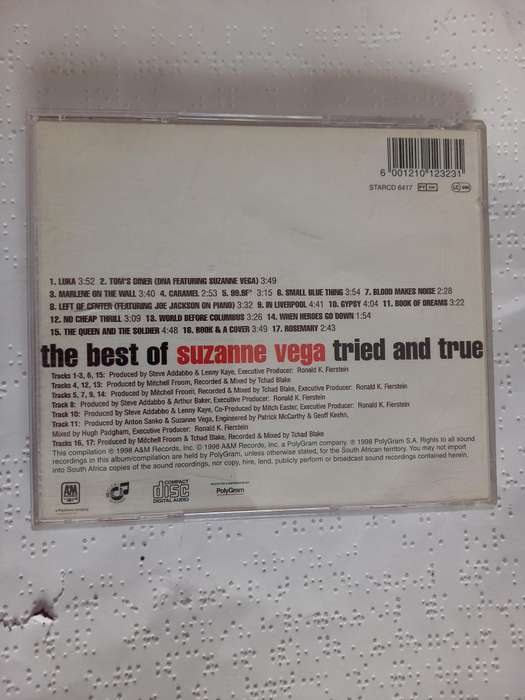 6 001210 123231
STARCD 6417
1. LUKA 3:52 2. TOM'S DINER (DNA FEATURING SUZANNE VEGA) 3:49
3. MARLENE ON THE WALL 3:40 4. CARAMEL 2:53 5. 99.9F° 3:15 6. SMALL BLUE THING 3:54 7. BLOOD MAKES NOISE 2:28
8. LEFT OF CENTER (FEATURING JOE JACKSON ON PIANO) 3:32 9. IN LIVERPOOL 4:41 10. GYPSY 4:04 11. BOOK OF DREAMS 3:22
12. NO CHEAP THRILL 3:09 13. WORLD BEFORE COLUMBUS 3:26 14. WHEN HEROES GO DOWN 1:54
15. THE QUEEN AND THE SOLDIER 4:48 16. BOOK & A COVER 3:49 17. ROSEMARY 2:43
the best of suzanne vega tried and true
Tracks 1-3, 6, 15: Produced by Steve Addabbo & Lenny Kaye, Executive Producer: Ronald K. Fierstein
Tracks 4, 12, 13: Produced by Mitchell Froom, Recorded & Mixed by Tchad Blake
Tracks 5, 7, 9, 14: Produced by Mitchell Froom, Recorded & Mixed by Tchad Blake, Executive Producer: Ronald K. Fierstein
Track 8: Produced by Steve Addabbo & Arthur Baker, Executive Producer: Ronald K. Fierstein
Track 10: Produced by Steve Addabbo & Lenny Kaye, Co-Produced by Mitch Easter, Executive Producer: Ronald K. Fierstein
Track 11: Produced by Anton Sanko & Suzanne Vega, Engineered by Patrick McCarthy & Geoff Keehn,
Mixed by Hugh Padgham, Executive Producer: Ronald K. Fierstein
Tracks 16, 17: Produced by Mitchell Froom & Tchad Blake, Recorded & Mixed by Tchad Blake
This compilation ℗ 1998 A&M Records, Inc. © 1998 A&M Records, Inc. a PolyGram company. ® 1998 PolyGram S.A. Rights to all sound
recordings in this album/compilation are held by PolyGram, unless otherwise stated, for the South African territory. You may not import
into South Africa copies of the sound recordings, nor copy, hire, lend, publicly perform or broadcast sound recordings contained herein.
A&M
COMPACT
disc
DIGITAL AUDIO
PolyGram